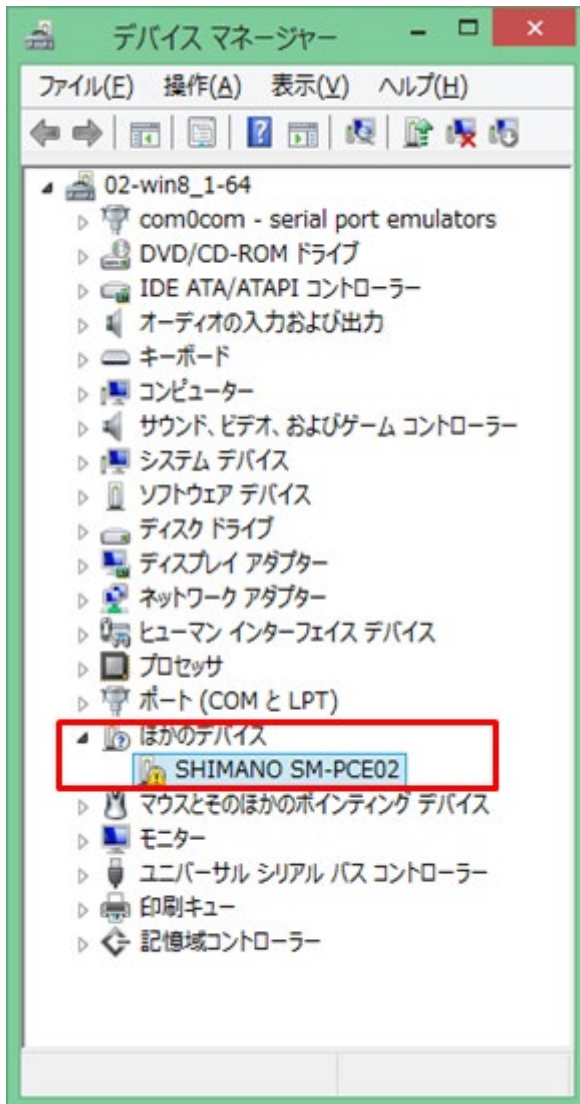 デバイス マネージャー
ファイル(F) 操作(A) 表示(V) ヘルプ(H)
02-win8_1-64
com0com - serial port emulators
DVD/CD-ROM ドライブ
IDE ATA/ATAPI コントローラー
オーディオの入力および出力
キーボード
コンピューター
サウンド、ビデオ、およびゲーム コントローラー
システム デバイス
ソフトウェア デバイス
ディスク ドライブ
ディスプレイ アダプター
ネットワーク アダプター
ヒューマン インターフェイス デバイス
プロセッサ
ポート (COM と LPT)
ほかのデバイス
SHIMANO SM-PCE02
マウスとそのほかのポインティング デバイス
モニター
ユニバーサル シリアル バス コントローラー
印刷キュー
記憶域コントローラー